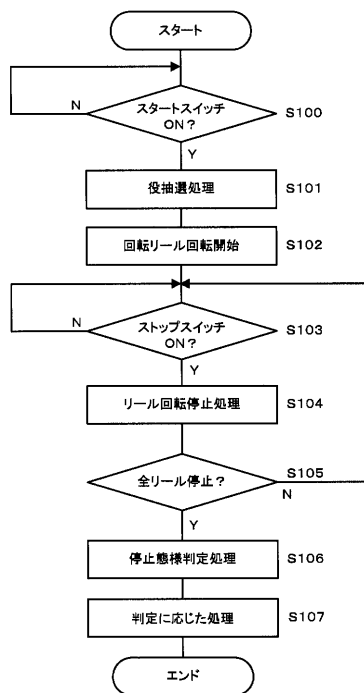 スタート
N
スタートスイッチ
ON?
S100
Y
役抽選処理
S101
回転リール回転開始
S102
N
ストップスイッチ
ON?
S103
Y
リール回転停止処理
S104
全リール停止?
S105
N
Y
停止態様判定処理
S106
判定に応じた処理
S107
エンド